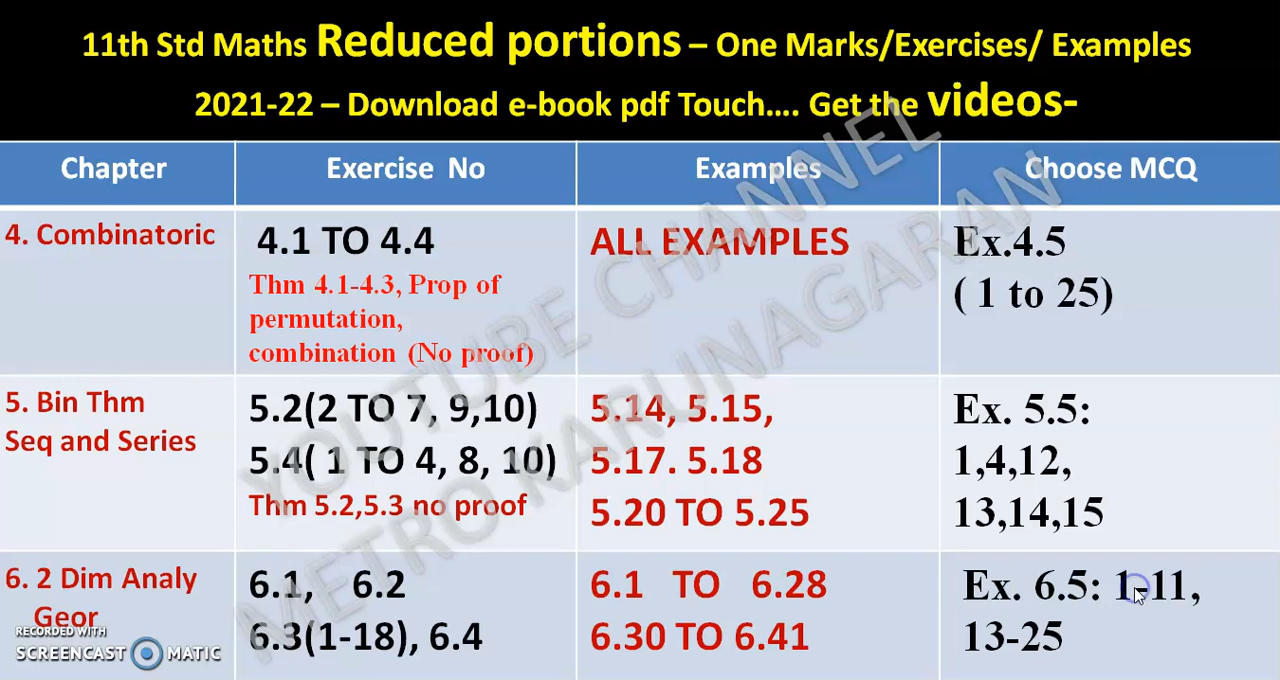 11th Std Maths Reduced portions – One Marks/Exercises/ Examples
2021-22 – Download e-book pdf Touch.... Get the videos-
Chapter Exercise No Examples Choose MCQ
4. Combinatoric
4.1 TO 4.4
Thm 4.1-4.3, Prop of
permutation,
combination (No proof)
ALL EXAMPLES
Ex.4.5
( 1 to 25)
5. Bin Thm
Seq and Series
5.2(2 TO 7, 9,10)
5.4( 1 TO 4, 8, 10)
Thm 5.2,5.3 no proof
5.14, 5.15,
5.17. 5.18
5.20 TO 5.25
Ex. 5.5:
1,4,12,
13,14,15
6. 2 Dim Analy
Geor
6.1, 6.2
6.3(1-18), 6.4
6.1 TO 6.28
6.30 TO 6.41
Ex. 6.5: 1-11,
13-25
YOUTUBE CHANNEL
METRO KARUNAGARAN
RECORDED WITH
SCREENCAST MATIC